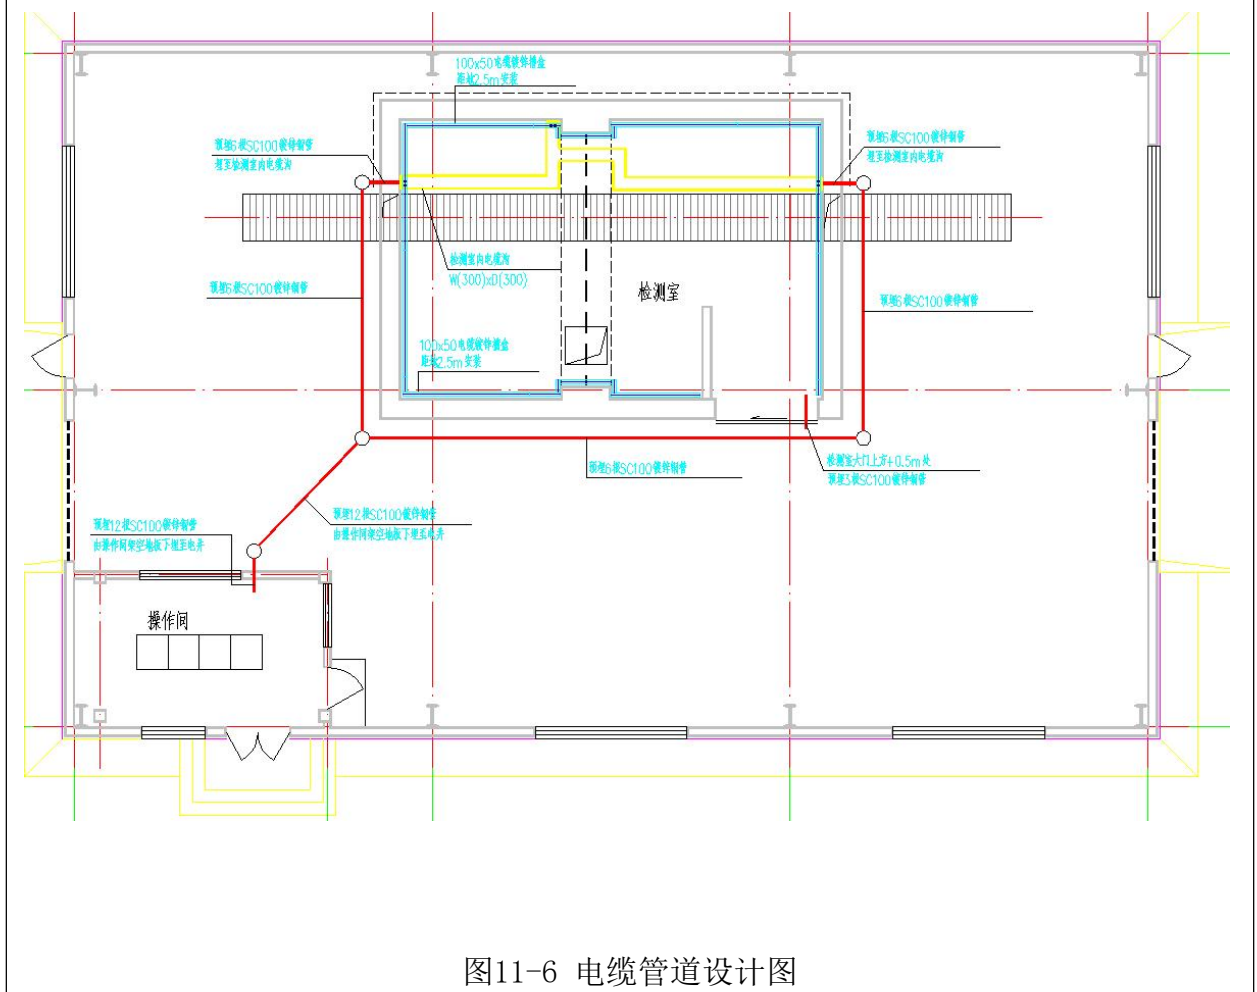 100x50电缆镀锌槽盒
距地2.5m安装
预埋6根SC100镀锌钢管
埋至检测室内电缆沟
预埋6根SC100镀锌钢管
埋至检测室内电缆沟
检测室内电缆沟
W(300)xD(300)
检测室
预埋6根SC100镀锌钢管
预埋6根SC100镀锌钢管
100x50电缆镀锌槽盒
距地2.5m安装
预埋6根SC100镀锌钢管
检测室大门上方+0.5m处
预埋3根SC100镀锌钢管
预埋12根SC100镀锌钢管
由操作间架空地板下埋至电井
预埋12根SC100镀锌钢管
由操作间架空地板下埋至电井
操作间
图11-6 电缆管道设计图